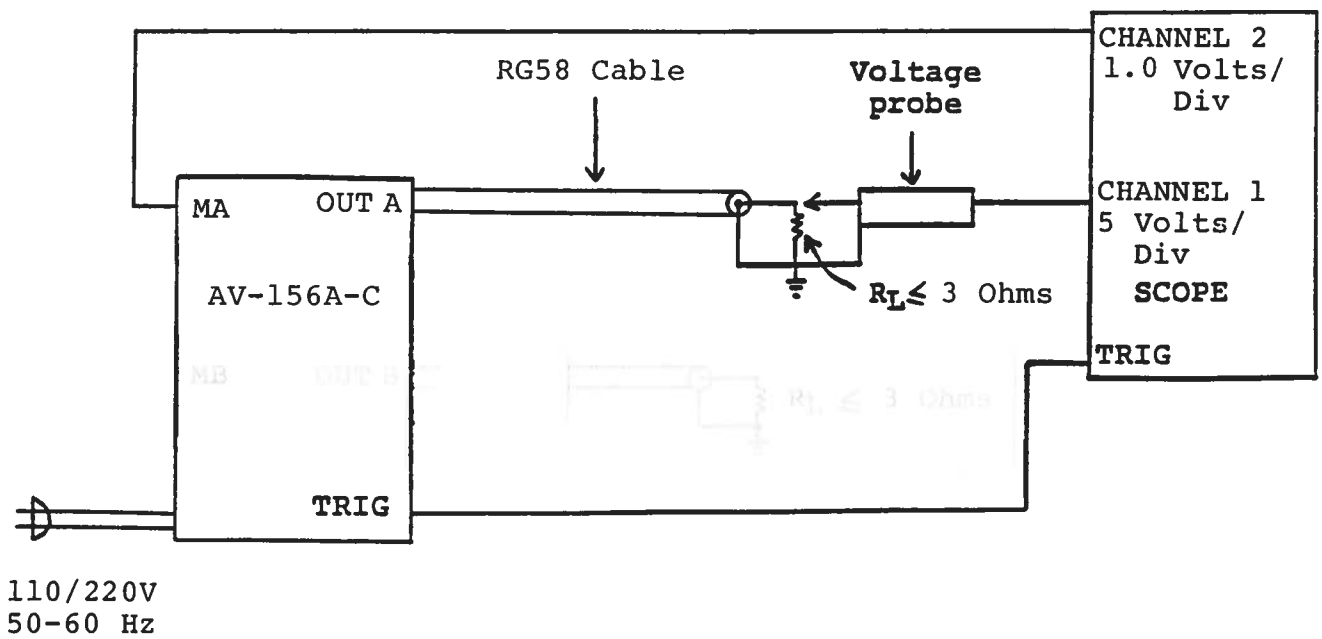 CHANNEL 2
1.0 Volts/
Div
RG58 Cable
Voltage
probe
MA
OUT A
CHANNEL 1
5 Volts/
Div
SCOPE
AV-156A-C
RL ≤ 3 Ohms
TRIG
MB
OUT B
RL ≤ 3 Ohms
TRIG
110/220V
50-60 Hz